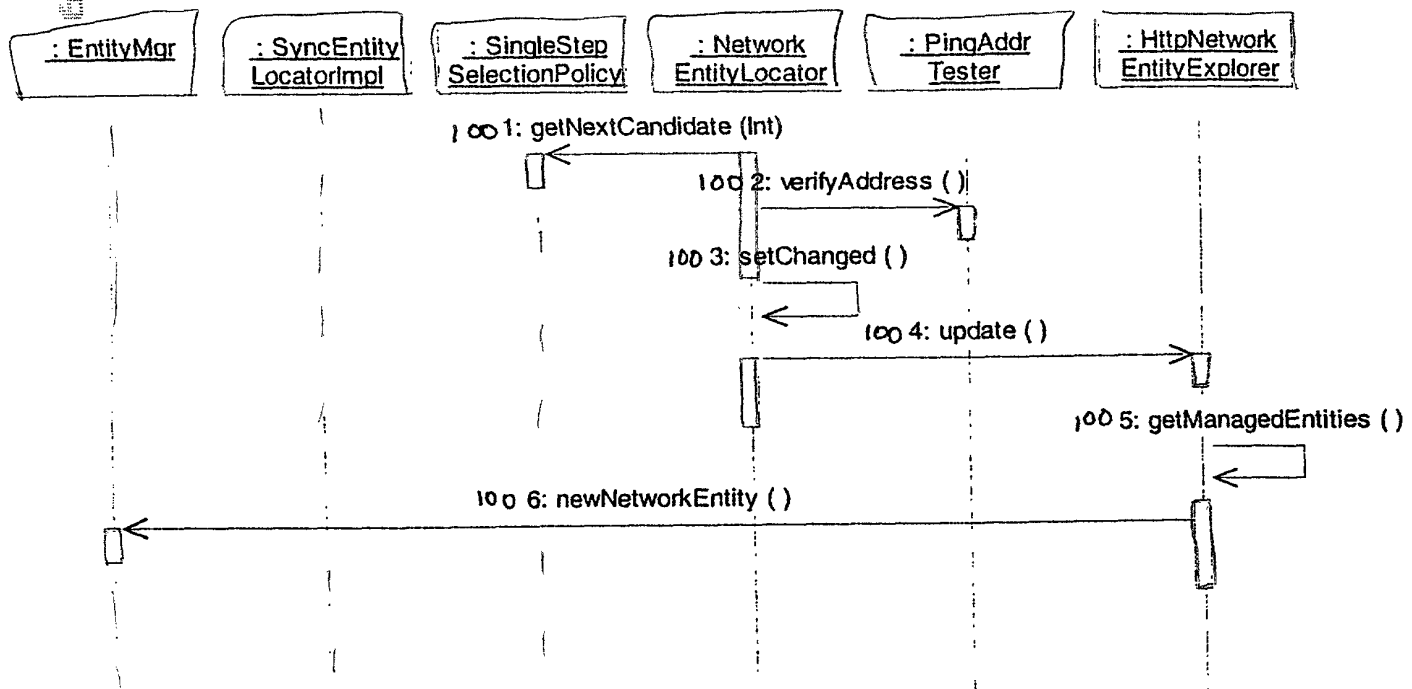 : EntityMgr
: SyncEntity
LocatorImpl
: SingleStep
SelectionPolicy
: Network
EntityLocator
: PingAddr
Tester
: HttpNetwork
EntityExplorer
100 1: getNextCandidate (Int)
100 2: verifyAddress ( )
100 3: setChanged ( )
100 4: update ( )
100 5: getManagedEntities ( )
100 6: newNetworkEntity ( )